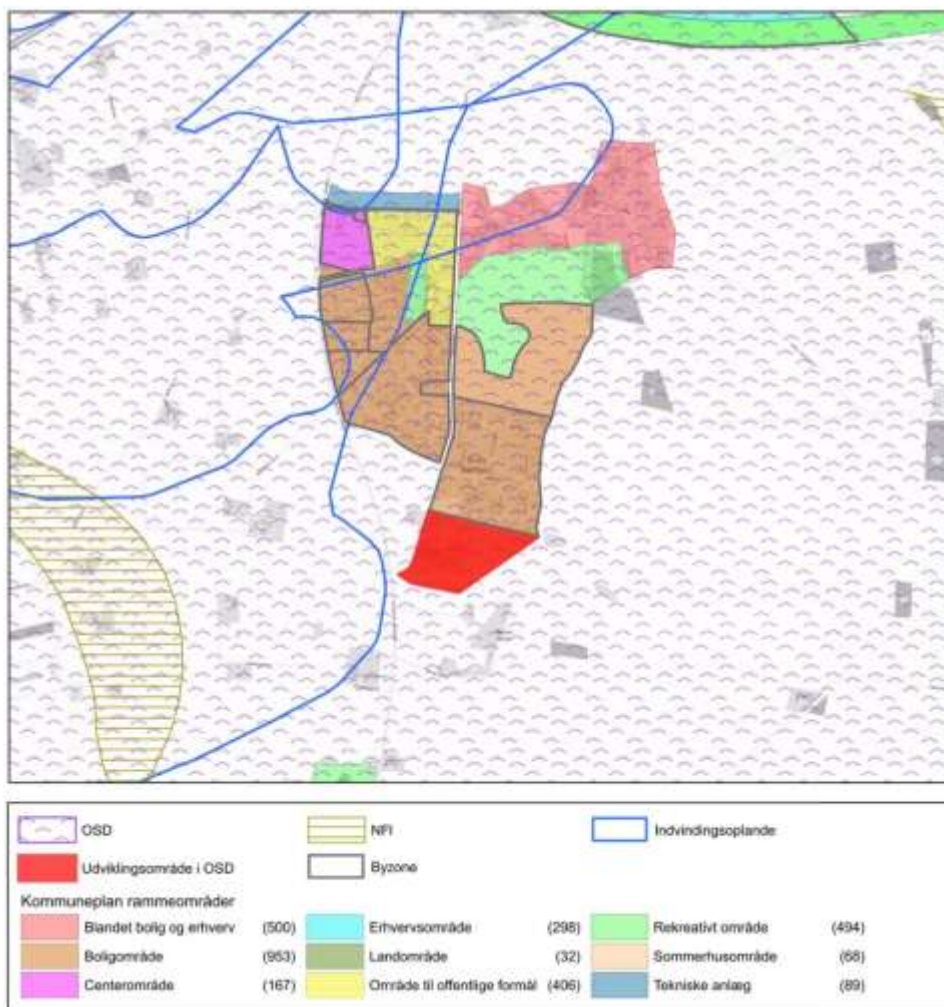 OSD NFI Indvindingsoplande
Udviklingsområde i OSD Byzone
Kommuneplan rammeområder
Blandet bolig og erhverv (500) Erhvervsområde (298) Rekreativt område (494)
Boligområde (953) Landområde (32) Sommerhusområde (68)
Centerområde (167) Område til offentlige formål (406) Tekniske anlæg (89)